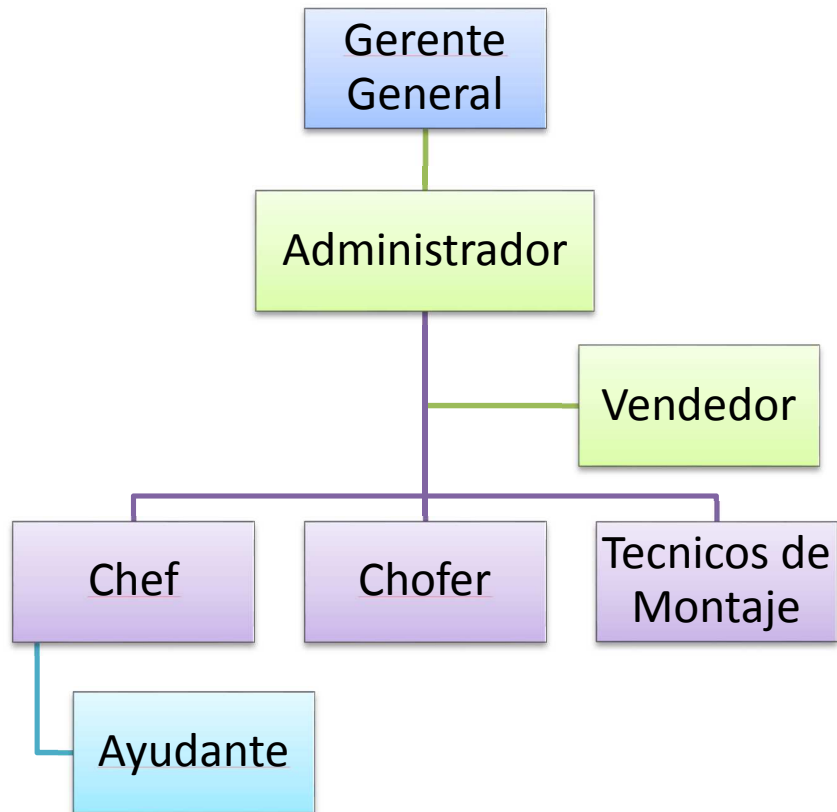 Gerente
General
Administrador
Vendedor
Chef
Chofer
Tecnicos de
Montaje
Ayudante